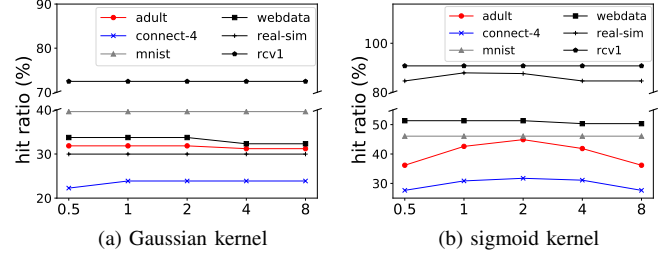 90
80
70
40
30
20
hit ratio (%)
adult
connect-4
mnist
webdata
real-sim
rcv1
0.5 1 2 4 8
(a) Gaussian kernel
100
80
50
40
30
hit ratio (%)
adult
connect-4
mnist
webdata
real-sim
rcv1
0.5 1 2 4 8
(b) sigmoid kernel